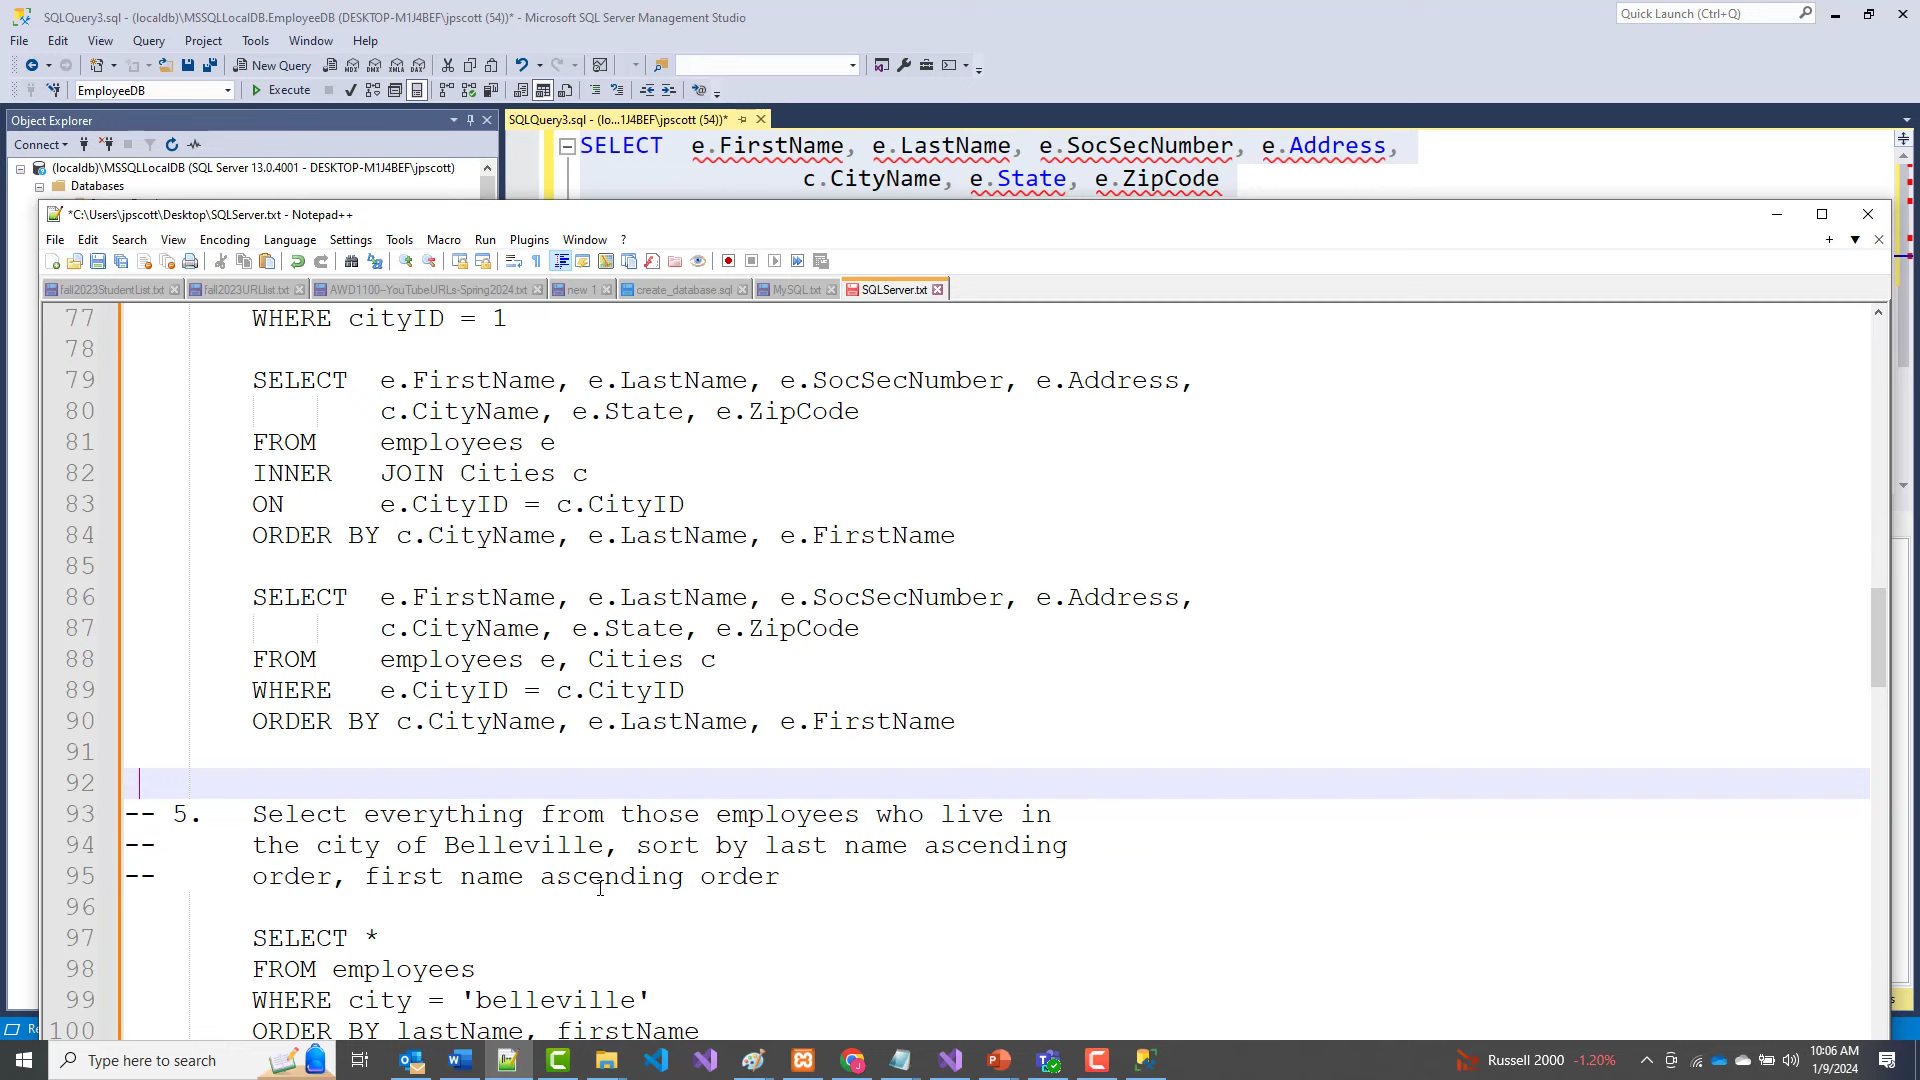 SQLQuery3.sql - (localdb)\MSSQLLocalDB.EmployeeDB (DESKTOP-M1J4BEF\jpscott (54))* - Microsoft SQL Server Management Studio
Quick Launch (Ctrl+Q)
File Edit View Query Project Tools Window Help
New Query
EmployeeDB
Execute
Object Explorer
SQLQuery3.sql - (lo...1J4BEF\jpscott (54))*
Connect
(localdb)\MSSQLLocalDB (SQL Server 13.0.4001 - DESKTOP-M1J4BEF\jpscott)
Databases
SELECT e.FirstName, e.LastName, e.SocSecNumber, e.Address,
c.CityName, e.State, e.ZipCode
*C:\Users\jpscott\Desktop\SQLServer.txt - Notepad++
File Edit Search View Encoding Language Settings Tools Macro Run Plugins Window ?
fall2023StudentList.txt fall2023URLlist.txt AWD1100--YouTubeURLs-Spring2024.txt new 1 create_database.sql MySQL.txt SQLServer.txt
77 WHERE cityID = 1
78
79 SELECT e.FirstName, e.LastName, e.SocSecNumber, e.Address,
80 c.CityName, e.State, e.ZipCode
81 FROM employees e
82 INNER JOIN Cities c
83 ON e.CityID = c.CityID
84 ORDER BY c.CityName, e.LastName, e.FirstName
85
86 SELECT e.FirstName, e.LastName, e.SocSecNumber, e.Address,
87 c.CityName, e.State, e.ZipCode
88 FROM employees e, Cities c
89 WHERE e.CityID = c.CityID
90 ORDER BY c.CityName, e.LastName, e.FirstName
91
92
93 -- 5. Select everything from those employees who live in
94 -- the city of Belleville, sort by last name ascending
95 -- order, first name ascending order
96
97 SELECT *
98 FROM employees
99 WHERE city = 'belleville'
100 ORDER BY lastName, firstName
Type here to search
Russell 2000 -1.20%
10:06 AM
1/9/2024